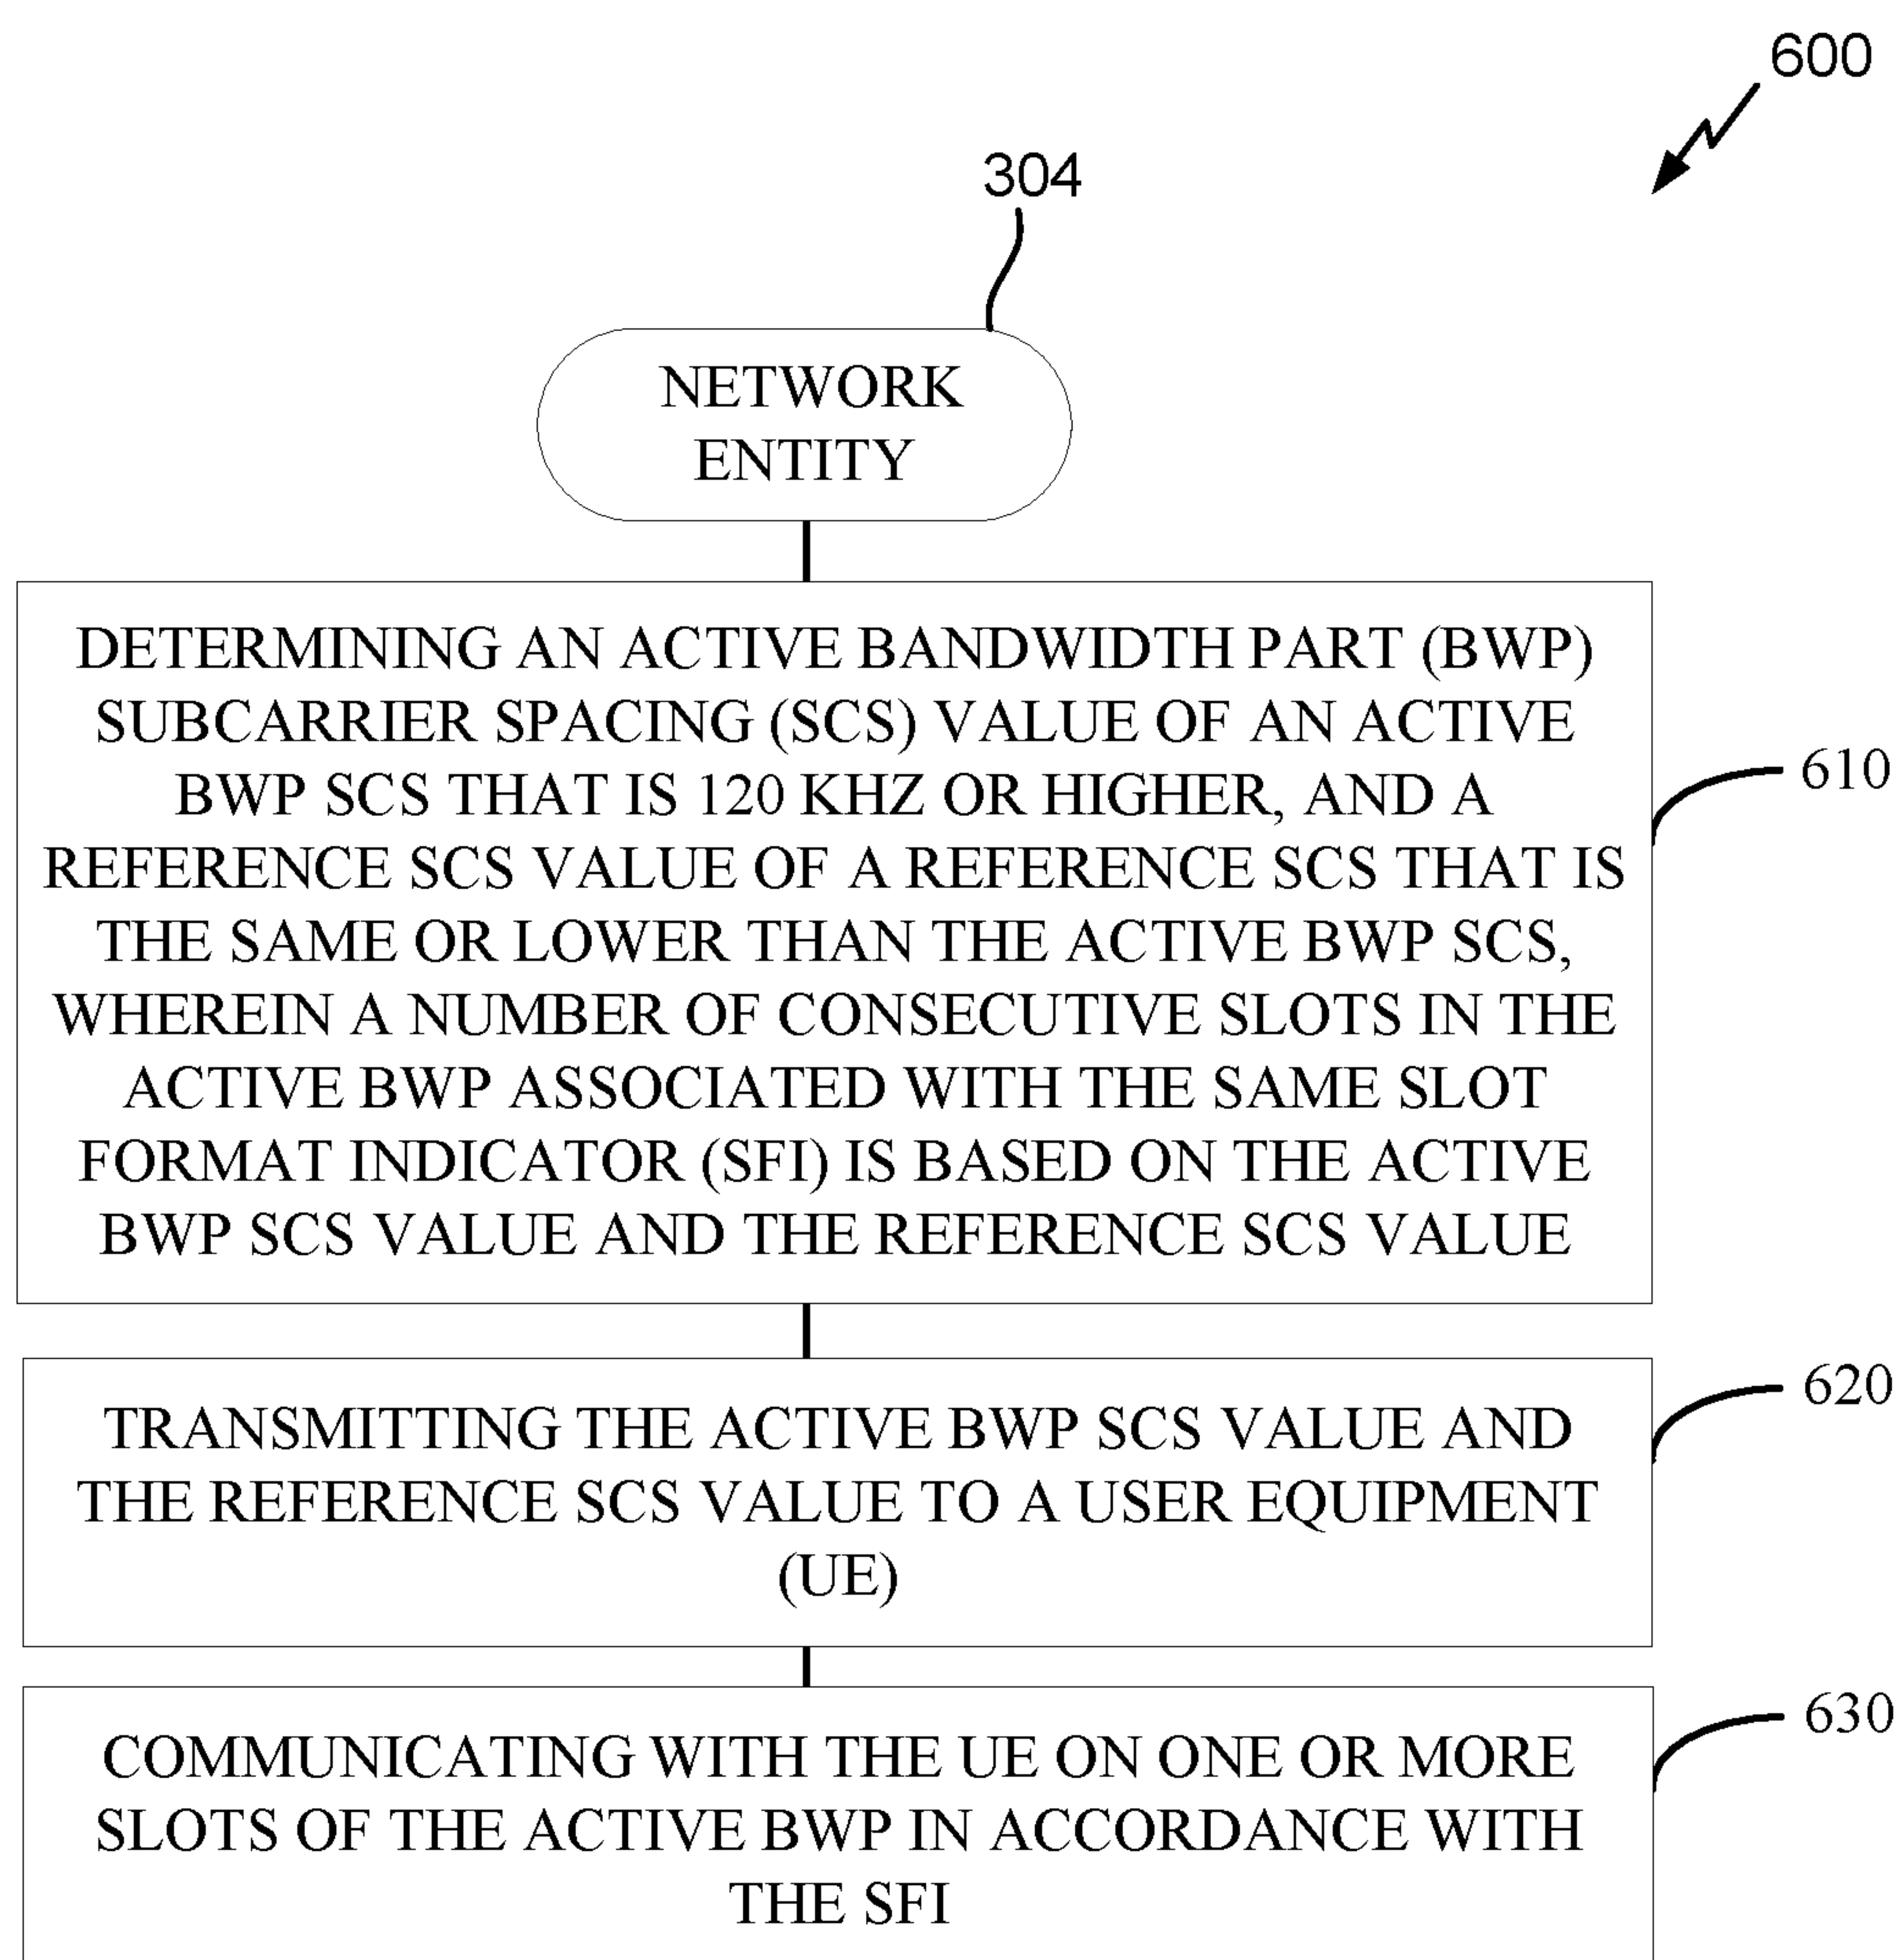 600
304
NETWORK
ENTITY
DETERMINING AN ACTIVE BANDWIDTH PART (BWP)
SUBCARRIER SPACING (SCS) VALUE OF AN ACTIVE
BWP SCS THAT IS 120 KHZ OR HIGHER, AND A
REFERENCE SCS VALUE OF A REFERENCE SCS THAT IS
THE SAME OR LOWER THAN THE ACTIVE BWP SCS,
WHEREIN A NUMBER OF CONSECUTIVE SLOTS IN THE
ACTIVE BWP ASSOCIATED WITH THE SAME SLOT
FORMAT INDICATOR (SFI) IS BASED ON THE ACTIVE
BWP SCS VALUE AND THE REFERENCE SCS VALUE
610
TRANSMITTING THE ACTIVE BWP SCS VALUE AND
THE REFERENCE SCS VALUE TO A USER EQUIPMENT
(UE)
620
COMMUNICATING WITH THE UE ON ONE OR MORE
SLOTS OF THE ACTIVE BWP IN ACCORDANCE WITH
THE SFI
630